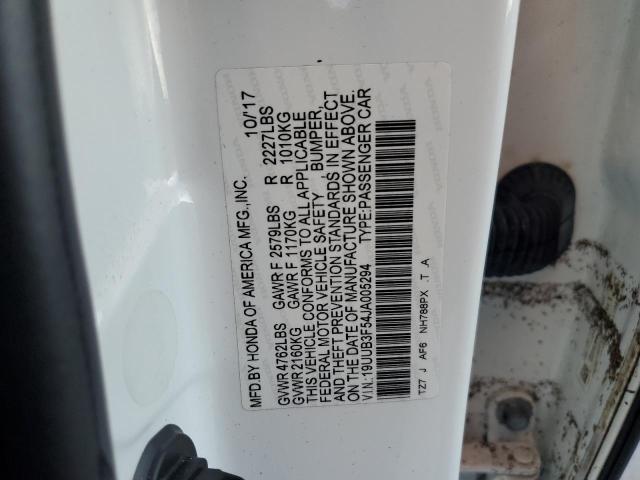 MFD.BY HONDA OF AMERICA MFG.,INC. 10/17
GVWR 4762LBS GAWR F 2579LBS R 2227LBS
GVWR 2160KG GAWR F 1170KG R 1010KG
THIS VEHICLE CONFORMS TO ALL APPLICABLE
FEDERAL MOTOR VEHICLE SAFETY , BUMPER,
AND THEFT PREVENTION STANDARDS IN EFFECT
ON THE DATE OF MANUFACTURE SHOWN ABOVE.
V.I.N.:19UUB3F54JA005294 TYPE:PASSENGER CAR
TZ7 J AF6 NH788PX .T .A